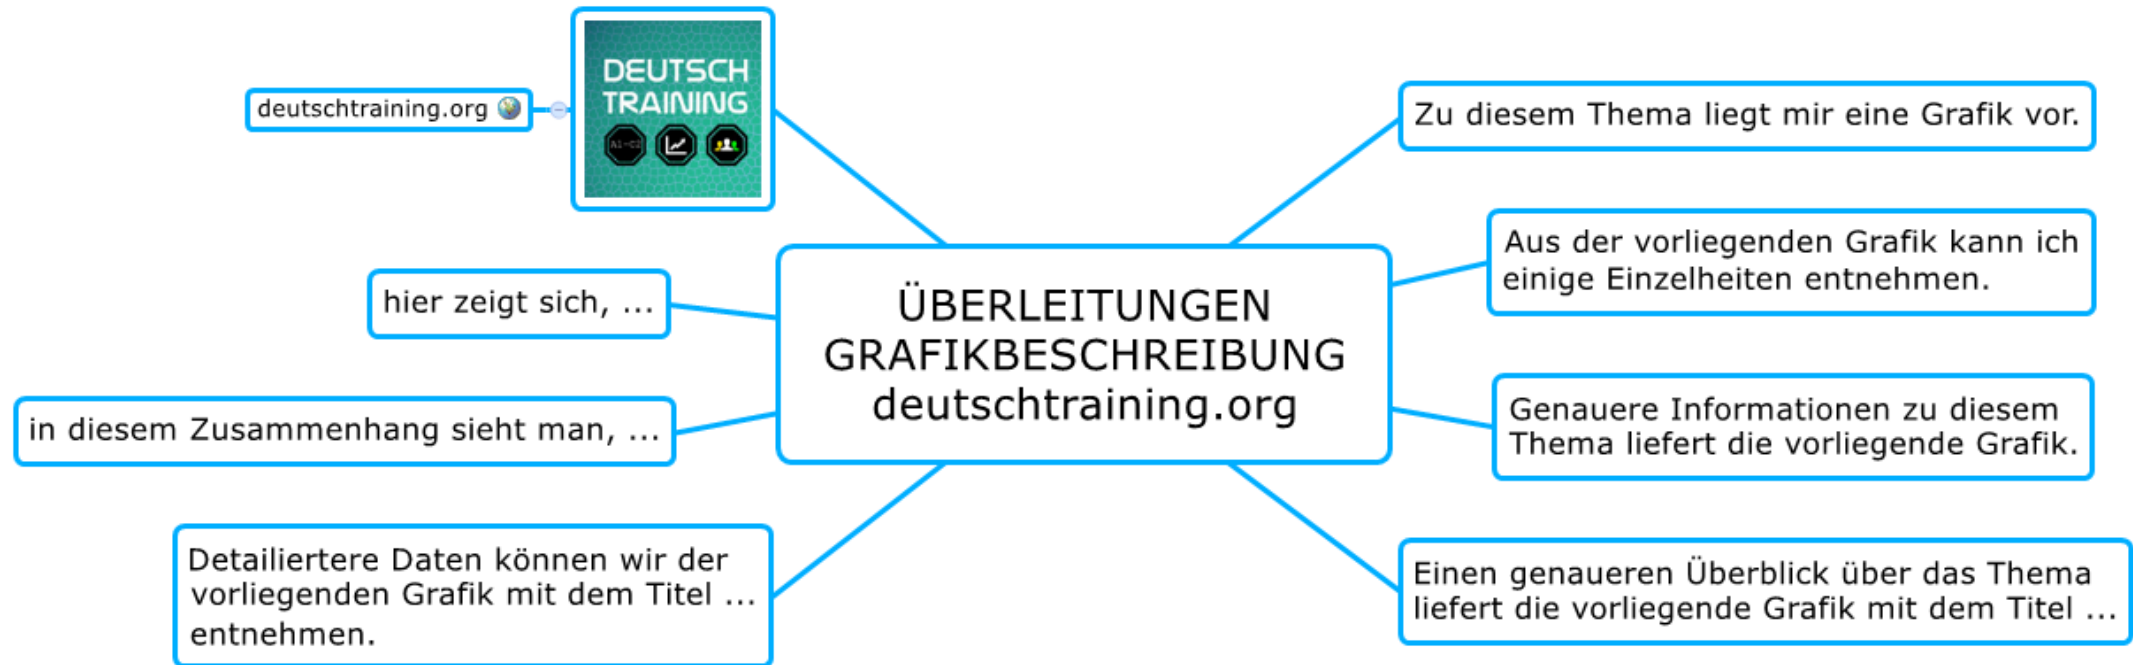 DEUTSCH
TRAINING
A1-C2
deutschtraining.org
Zu diesem Thema liegt mir eine Grafik vor.
Aus der vorliegenden Grafik kann ich
einige Einzelheiten entnehmen.
hier zeigt sich, ...
ÜBERLEITUNGEN
GRAFIKBESCHREIBUNG
deutschtraining.org
Genauere Informationen zu diesem
Thema liefert die vorliegende Grafik.
in diesem Zusammenhang sieht man, ...
Detailiertere Daten können wir der
vorliegenden Grafik mit dem Titel ...
entnehmen.
Einen genaueren Überblick über das Thema
liefert die vorliegende Grafik mit dem Titel ...